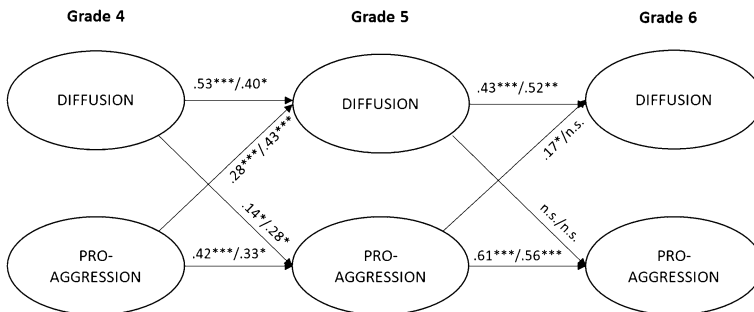 Grade 4
Grade 5
Grade 6
DIFFUSION
.53***/.40*
DIFFUSION
.43***/.52**
DIFFUSION
.28***/.43***
.17*/n.s.
.14*/.28*
n.s./n.s.
PRO-
AGGRESSION
.42***/.33*
PRO-
AGGRESSION
.61***/.56***
PRO-
AGGRESSION